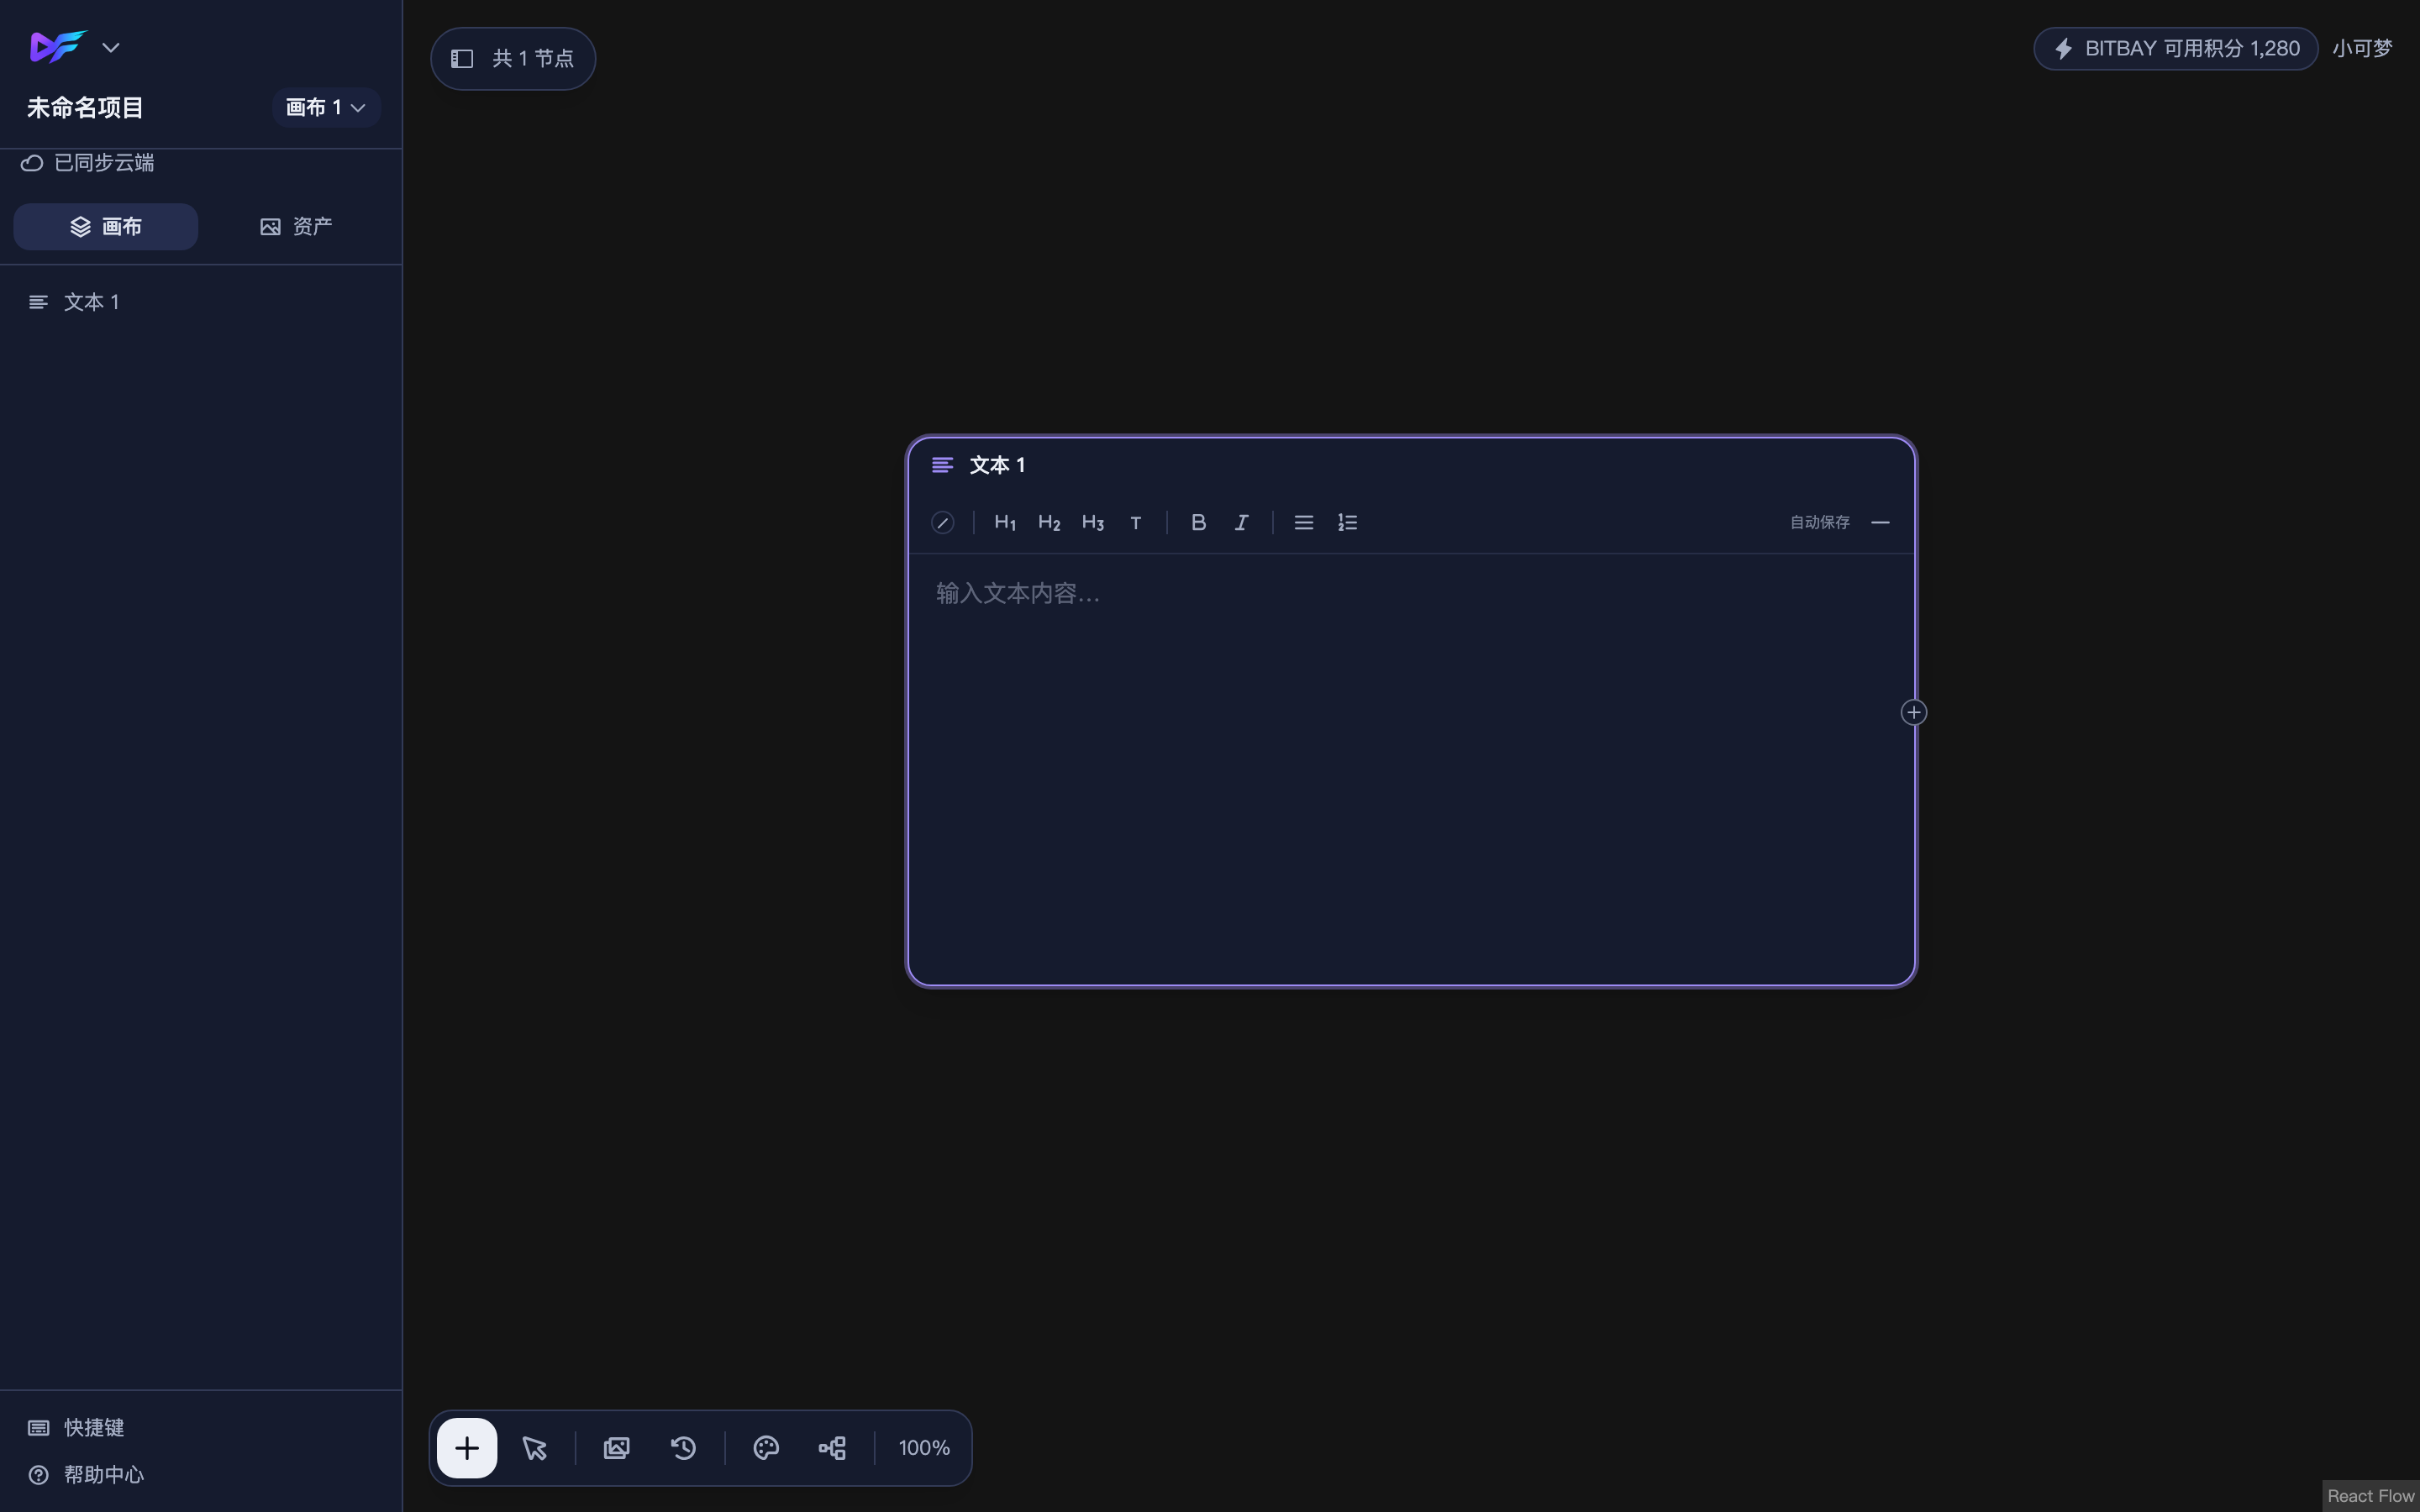 共 1 节点
BITBAY 可用积分 1,280
小可梦
未命名项目
画布 1
已同步云端
画布
资产
文本 1
文本 1
H1 H2 H3 T B I
自动保存
输入文本内容...
快捷键
帮助中心
100%
React Flow